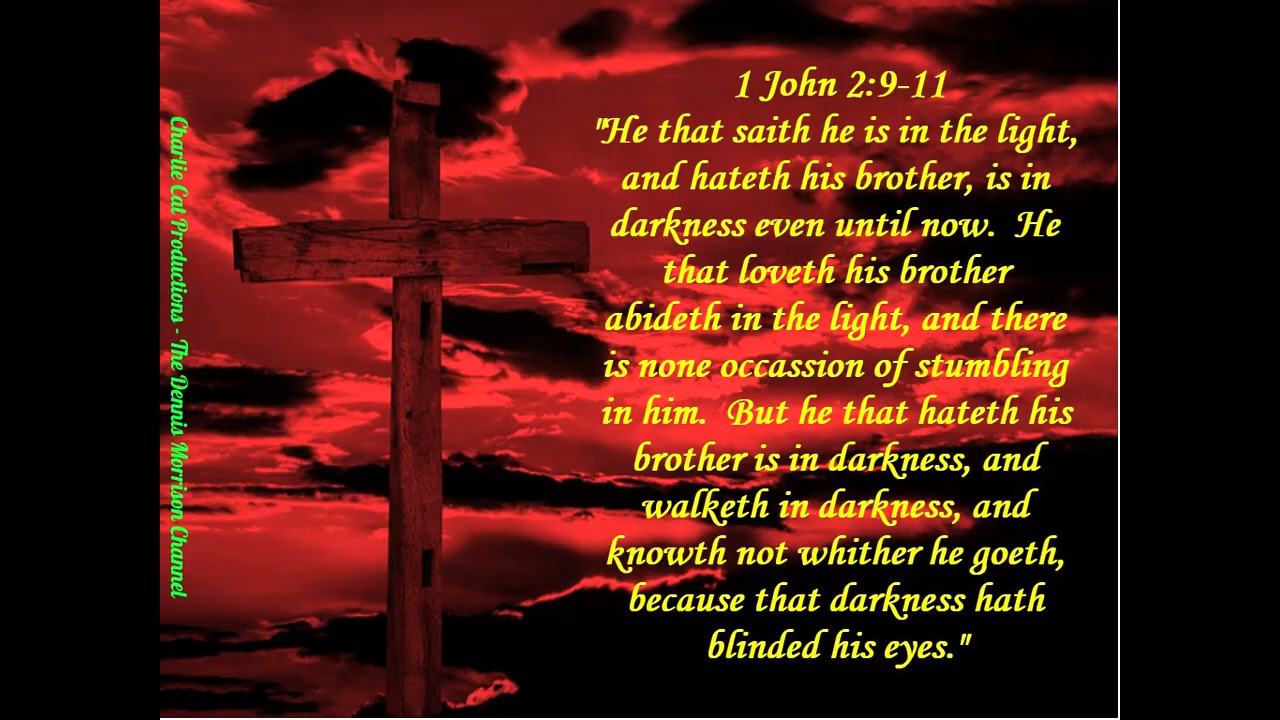 1 John 2:9-11
"He that saith he is in the light,
and hateth his brother, is in
darkness even until now.  He
that loveth his brother
abideth in the light, and there
is none occassion of stumbling
in him.  But he that hateth his
brother is in darkness, and
walketh in darkness, and
knowth not whither he goeth,
because that darkness hath
blinded his eyes."
Charlie Cat Productions - The Dennis Morrison Channel